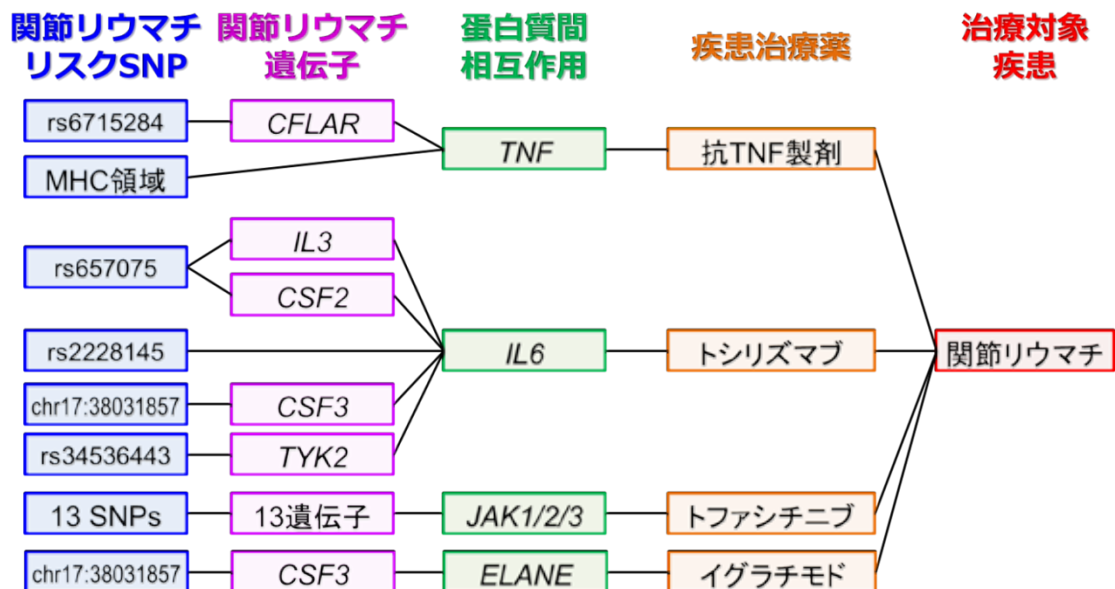 関節リウマチ
リスクSNP
関節リウマチ
遺伝子
蛋白質間
相互作用
疾患治療薬
治療対象
疾患
rs6715284
CFLAR
MHC領域
TNF
抗TNF製剤
rs657075
IL3
CSF2
rs2228145
IL6
トシリズマブ
関節リウマチ
chr17:38031857
CSF3
rs34536443
TYK2
13 SNPs
13遺伝子
JAK1/2/3
トファシチニブ
chr17:38031857
CSF3
ELANE
イグラチモド